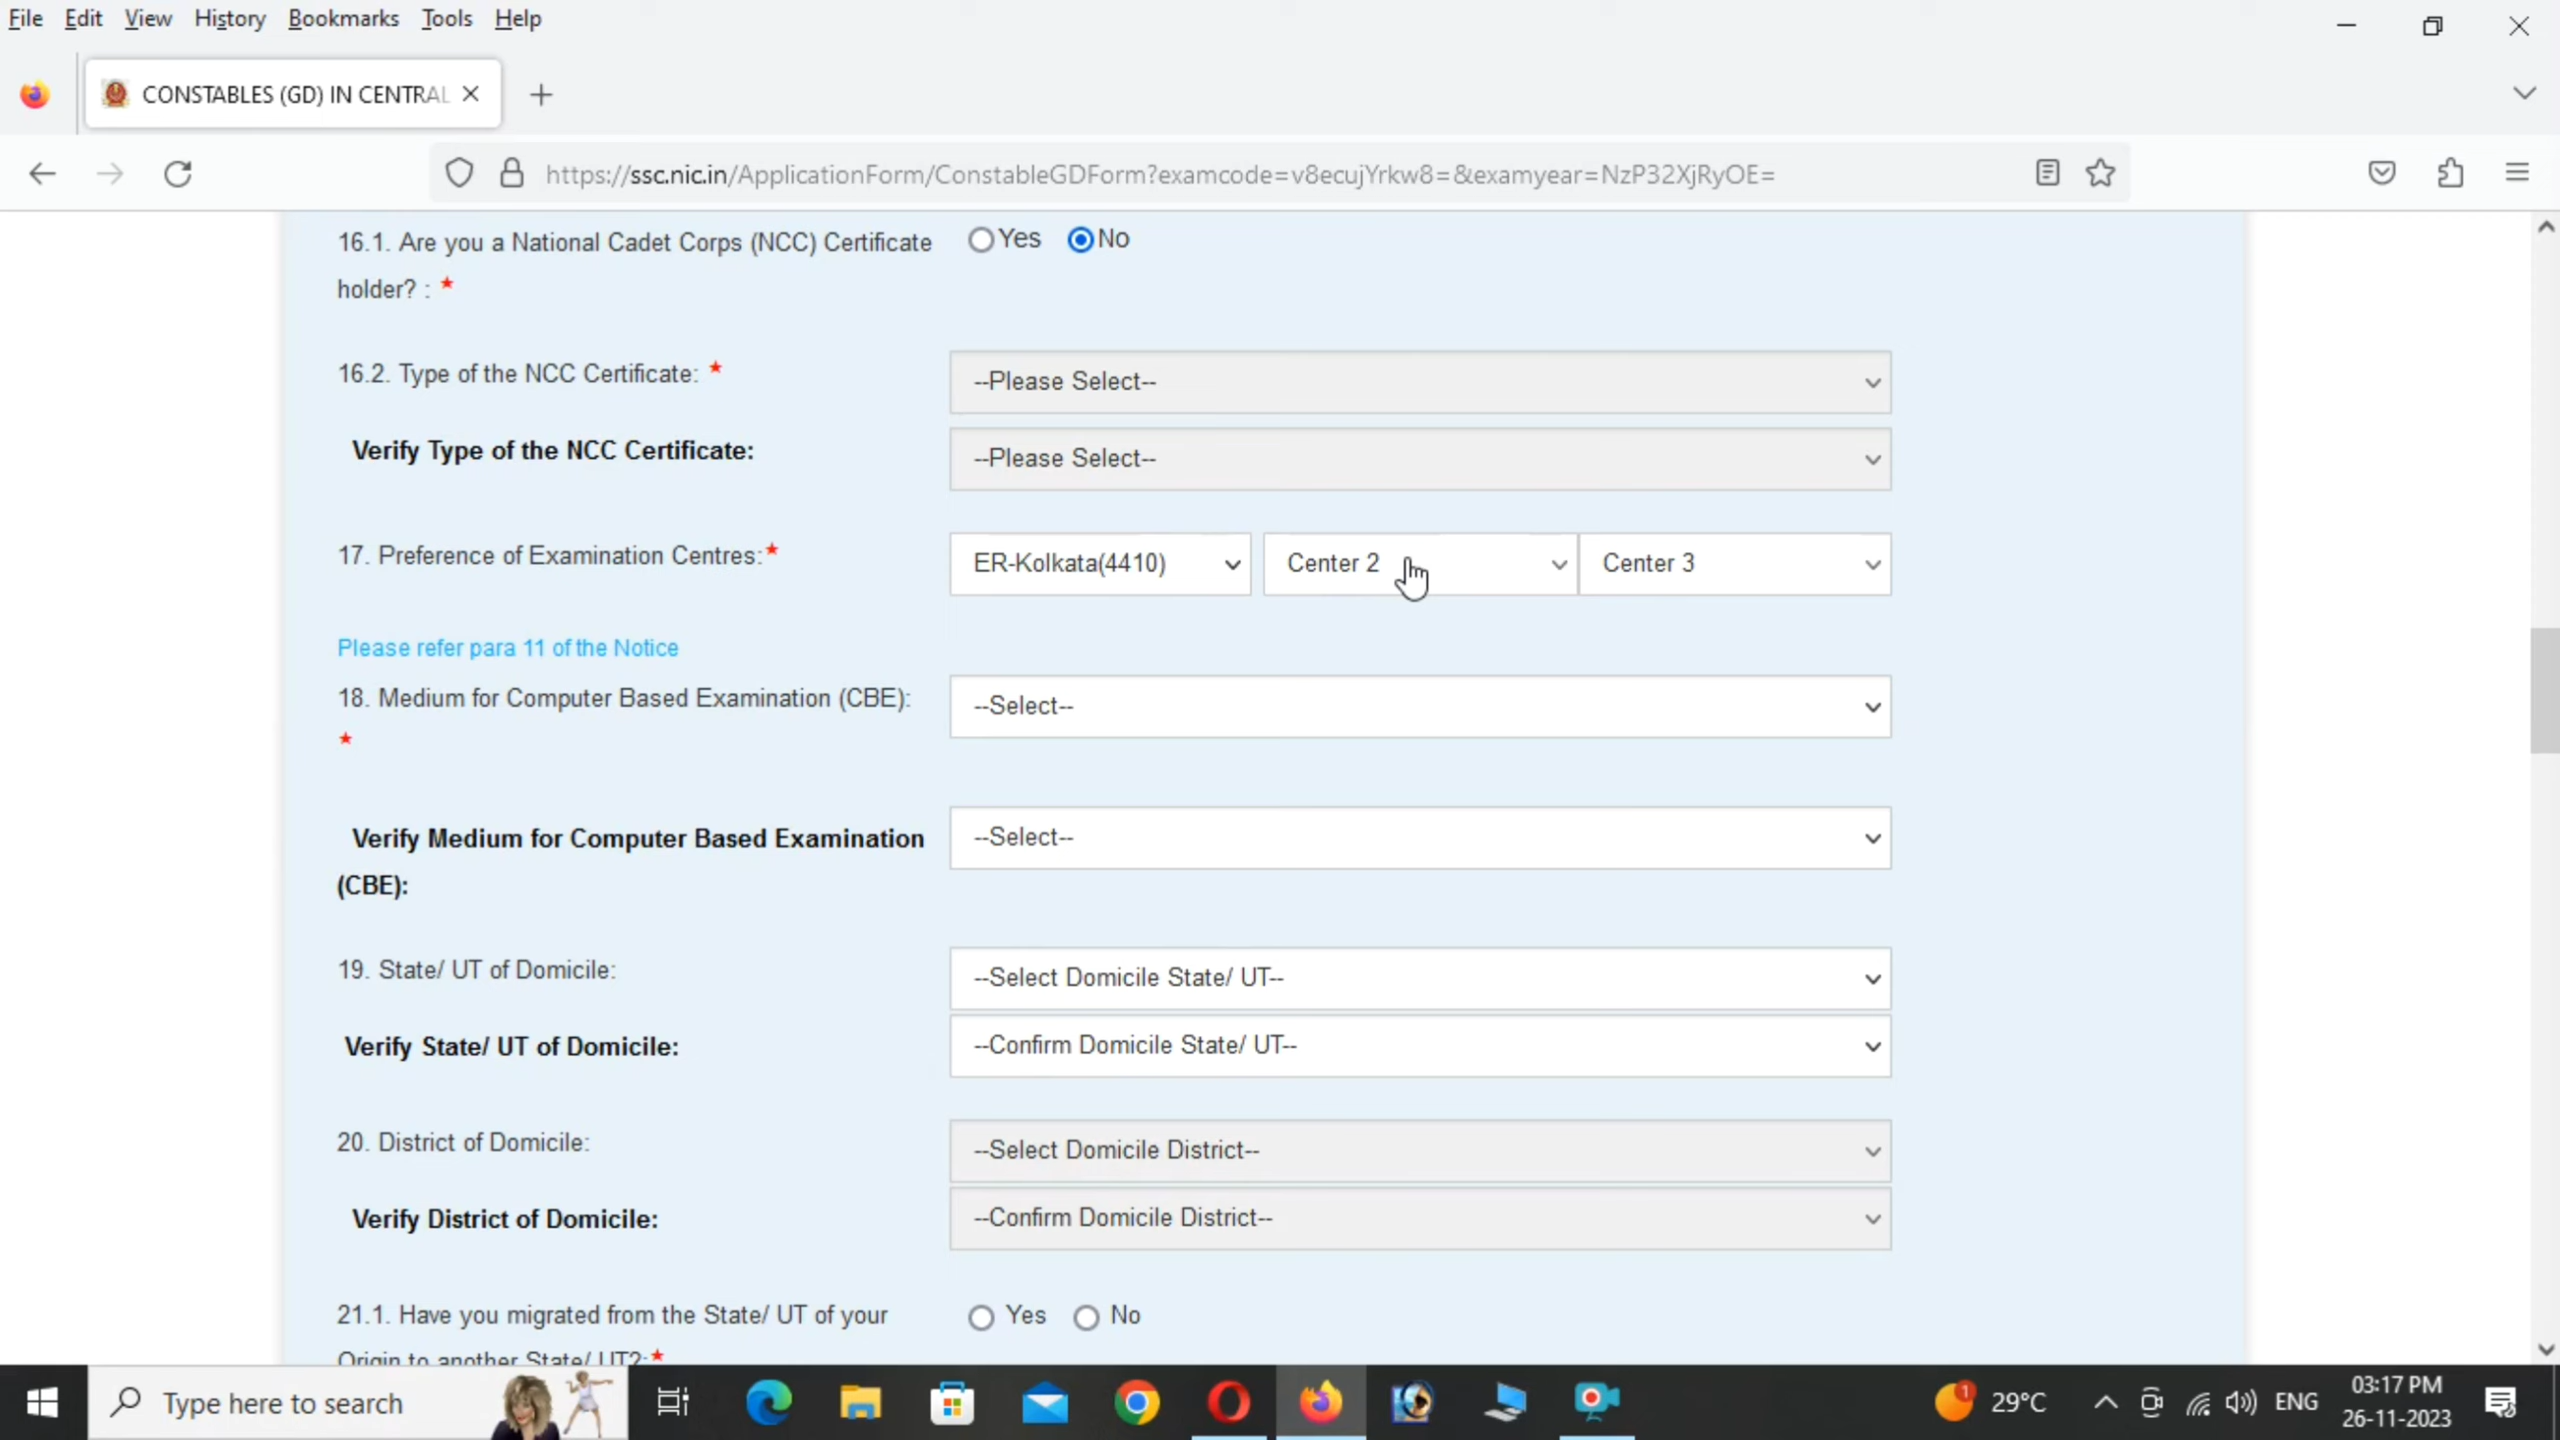 File Edit View History Bookmarks Tools Help
CONSTABLES (GD) IN CENTRAL
https://ssc.nic.in/ApplicationForm/ConstableGDForm?examcode=v8ecujYrkw8=&examyear=NzP32XjRyOE=
16.1. Are you a National Cadet Corps (NCC) Certificate Yes No
holder? : *
16.2. Type of the NCC Certificate: * --Please Select--
Verify Type of the NCC Certificate: --Please Select--
17. Preference of Examination Centres:* ER-Kolkata(4410) Center 2 Center 3
Please refer para 11 of the Notice
18. Medium for Computer Based Examination (CBE): --Select--
*
Verify Medium for Computer Based Examination --Select--
(CBE):
19. State/ UT of Domicile: --Select Domicile State/ UT--
Verify State/ UT of Domicile: --Confirm Domicile State/ UT--
20. District of Domicile: --Select Domicile District--
Verify District of Domicile: --Confirm Domicile District--
21.1. Have you migrated from the State/ UT of your Yes No
Origin to another State/ UT?:*
Type here to search 1 29°C ENG 03:17 PM
26-11-2023